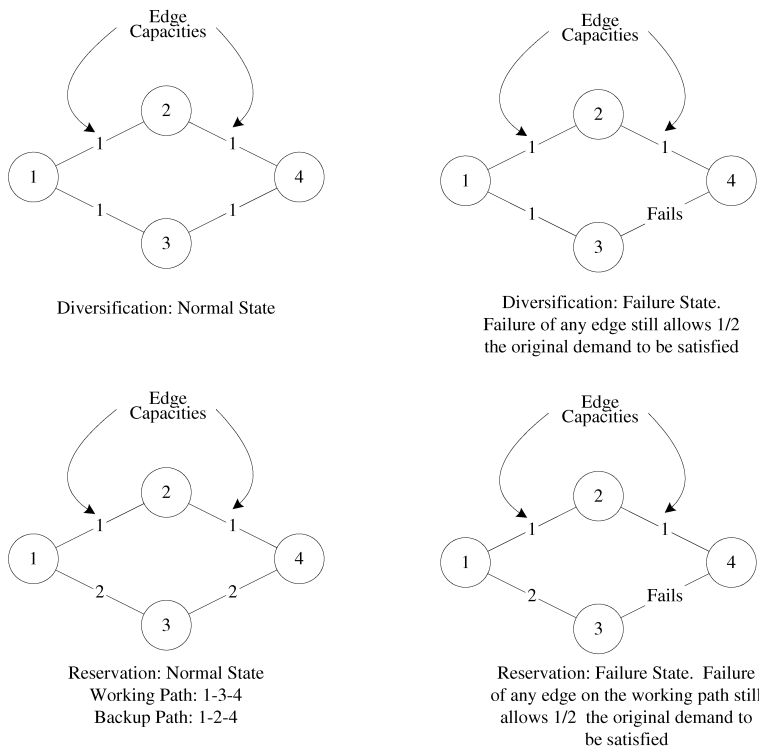 Edge
Capacities
2
1
1
1
4
1
1
3
Diversification: Normal State
Edge
Capacities
2
1
1
1
4
1
Fails
3
Diversification: Failure State.
Failure of any edge still allows 1/2
the original demand to be satisfied
Edge
Capacities
2
1
1
1
4
2
2
3
Reservation: Normal State
Working Path: 1-3-4
Backup Path: 1-2-4
Edge
Capacities
2
1
1
1
4
2
Fails
3
Reservation: Failure State.  Failure
of any edge on the working path still
allows 1/2  the original demand to
be satisfied